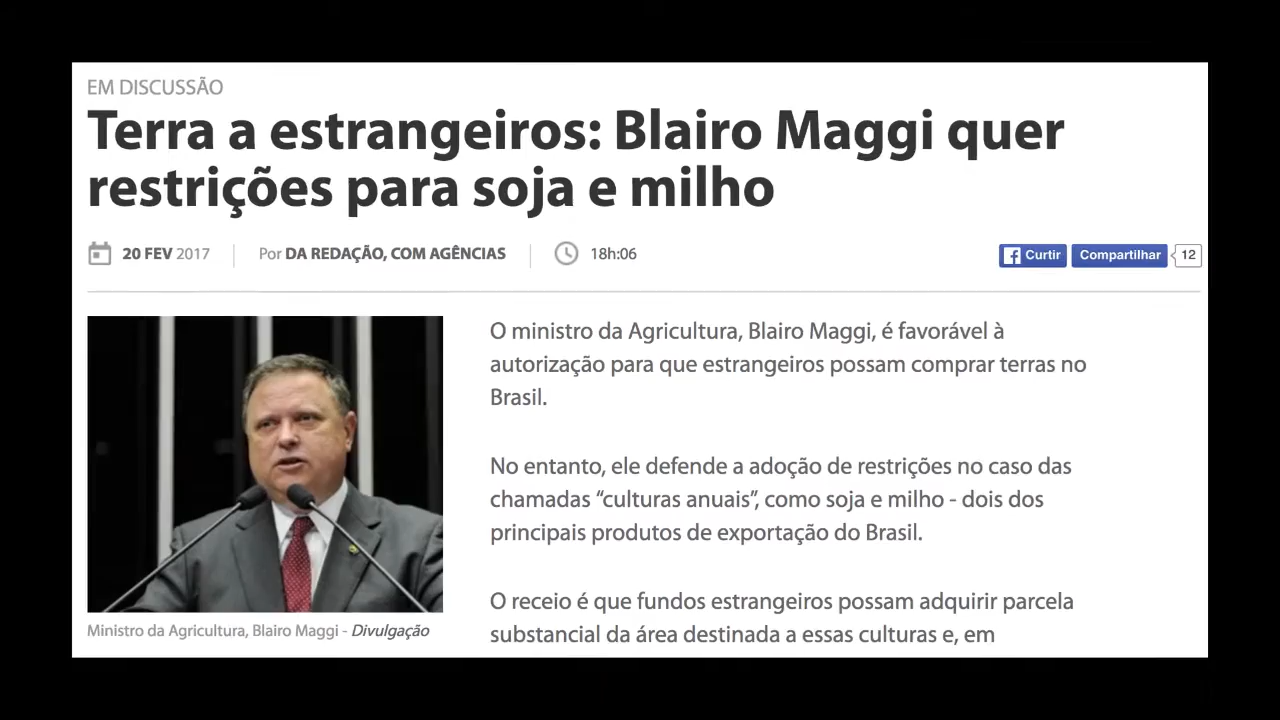 EM DISCUSSÃO
Terra a estrangeiros: Blairo Maggi quer
restrições para soja e milho
20 FEV 2017 Por DA REDAÇÃO, COM AGÊNCIAS 18h:06 Curtir Compartilhar 12
O ministro da Agricultura, Blairo Maggi, é favorável à
autorização para que estrangeiros possam comprar terras no
Brasil.
No entanto, ele defende a adoção de restrições no caso das
chamadas “culturas anuais”, como soja e milho - dois dos
principais produtos de exportação do Brasil.
O receio é que fundos estrangeiros possam adquirir parcela
substancial da área destinada a essas culturas e, em
Ministro da Agricultura, Blairo Maggi - Divulgação